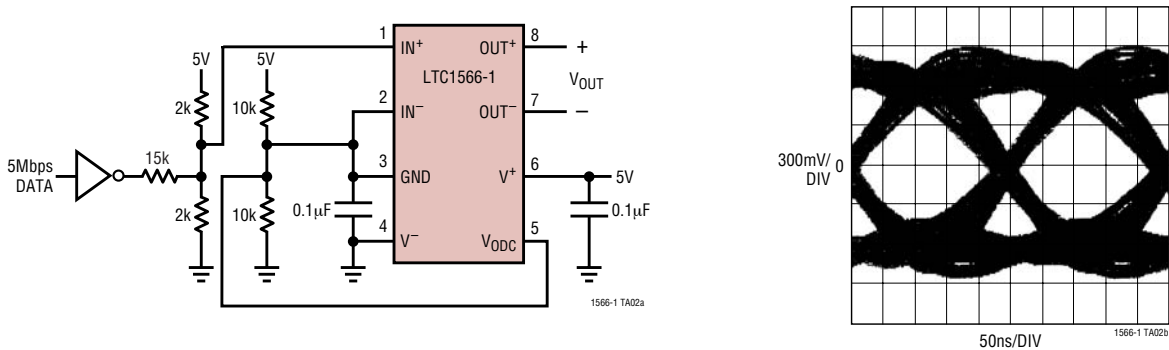 5V
5V
2k
10k
15k
5Mbps
DATA
2k
10k
0.1µF
1
IN+
2
IN−
3
GND
4
V−
LTC1566-1
OUT+
8
+
VOUT
OUT−
7
−
V+
6
5V
0.1µF
VODC
5
1566-1 TA02a
300mV/
DIV
0
50ns/DIV
1566-1 TA02b